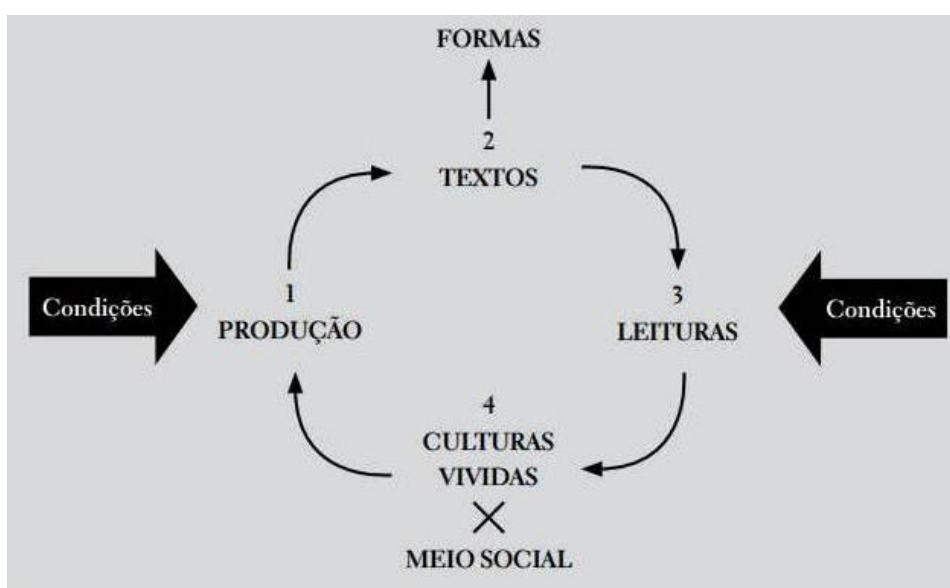 FORMAS
2
TEXTOS
Condições
1
PRODUÇÃO
3
LEITURAS
Condições
4
CULTURAS
VIVIDAS
MEIO SOCIAL